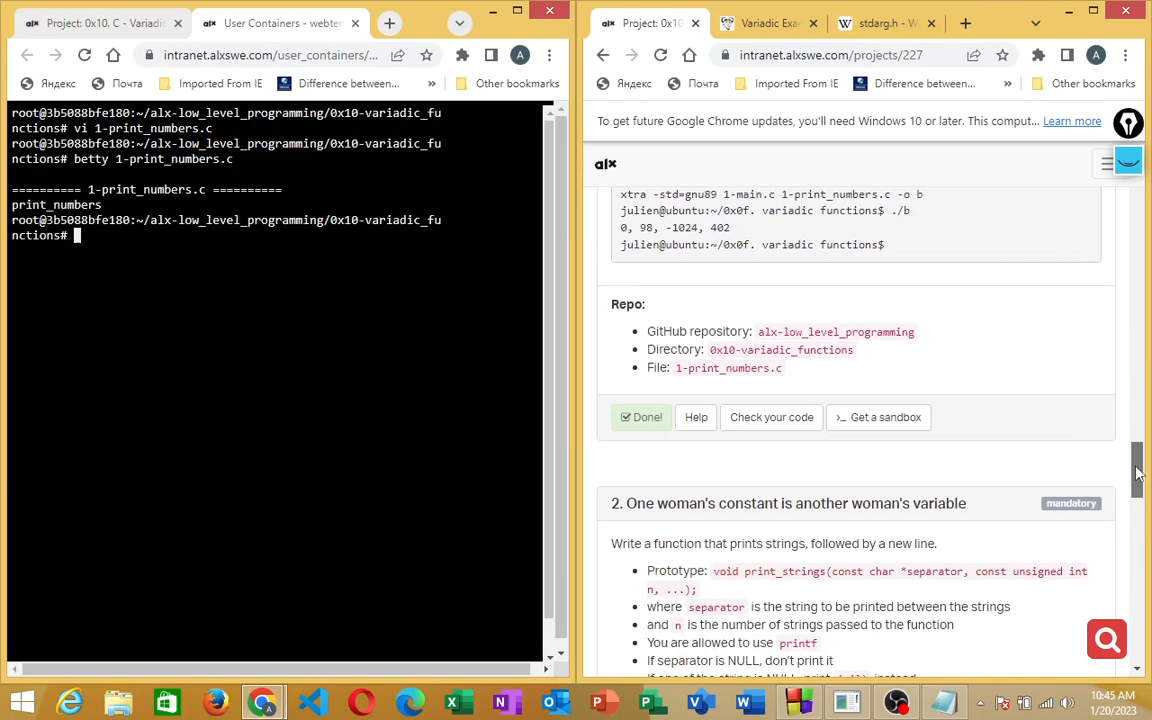 Project: 0x10. C - Variadic
User Containers - webter
intranet.alxswe.com/user_containers/...
Яндекс
Почта
Imported From IE
Difference between...
»
Other bookmarks
root@3b5088bfe180:~/alx-low_level_programming/0x10-variadic_fu
nctions# vi 1-print_numbers.c
root@3b5088bfe180:~/alx-low_level_programming/0x10-variadic_fu
nctions# betty 1-print_numbers.c
========== 1-print_numbers.c ==========
print_numbers
root@3b5088bfe180:~/alx-low_level_programming/0x10-variadic_fu
nctions#
Project: 0x10
Variadic Exa
stdarg.h - W
intranet.alxswe.com/projects/227
Яндекс
Почта
Imported From IE
Difference between...
»
Other bookmarks
To get future Google Chrome updates, you'll need Windows 10 or later. This comput... Learn more
alx
xtra -std=gnu89 1-main.c 1-print_numbers.c -o b
julien@ubuntu:~/0x0f. variadic functions$ ./b
0, 98, -1024, 402
julien@ubuntu:~/0x0f. variadic functions$
Repo:
GitHub repository: alx-low_level_programming
Directory: 0x10-variadic_functions
File: 1-print_numbers.c
Done!
Help
Check your code
>_ Get a sandbox
2. One woman's constant is another woman's variable
mandatory
Write a function that prints strings, followed by a new line.
Prototype: void print_strings(const char *separator, const unsigned int
n, ...);
where separator is the string to be printed between the strings
and n is the number of strings passed to the function
You are allowed to use printf
If separator is NULL, don't print it
10:45 AM
1/20/2023